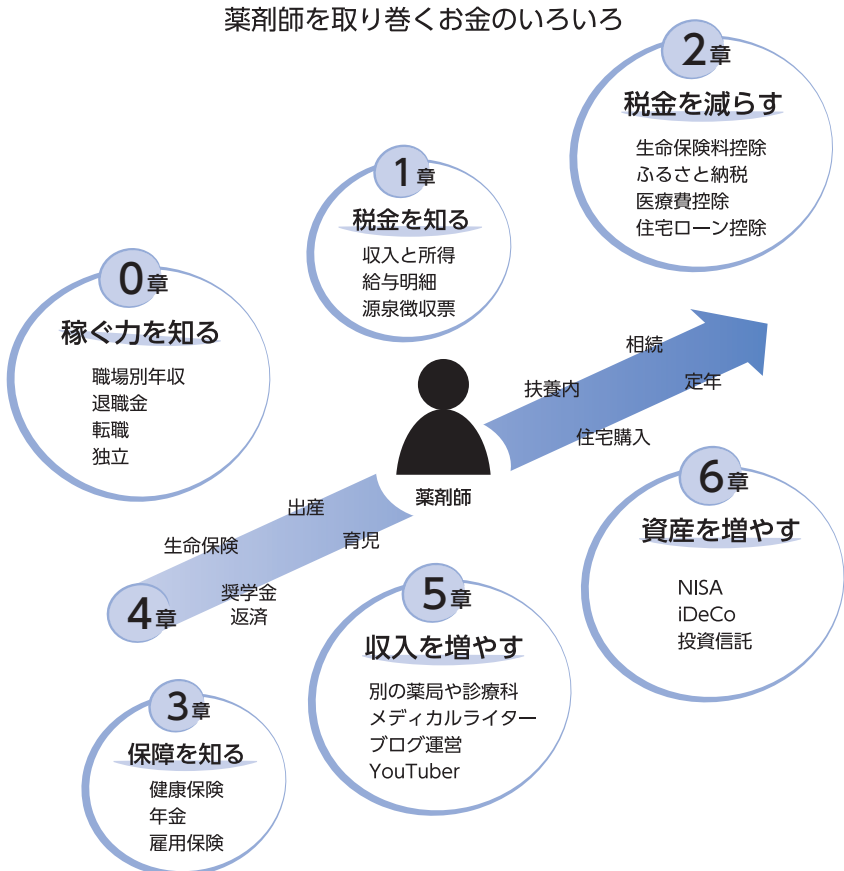 薬剤師を取り巻くお金のいろいろ
0章
稼ぐ力を知る
職場別年収
退職金
転職
独立
1章
税金を知る
収入と所得
給与明細
源泉徴収票
2章
税金を減らす
生命保険料控除
ふるさと納税
医療費控除
住宅ローン控除
薬剤師
3章
保障を知る
健康保険
年金
雇用保険
4章
生命保険
奨学金
返済
出産
育児
扶養内
住宅購入
相続
定年
5章
収入を増やす
別の薬局や診療科
メディカルライター
ブログ運営
YouTuber
6章
資産を増やす
NISA
iDeCo
投資信託